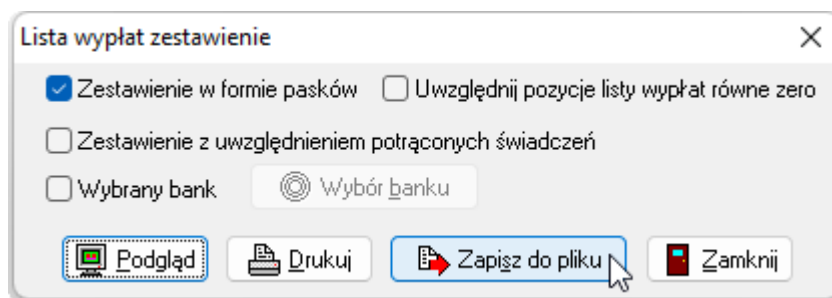 Lista wypłat zestawienie
Zestawienie w formie pasków Uwzględnij pozycje listy wypłat równe zero
Zestawienie z uwzględnieniem potrąconych świadczeń
Wybrany bank Wybór banku
Podgląd Drukuj Zapisz do pliku Zamknij